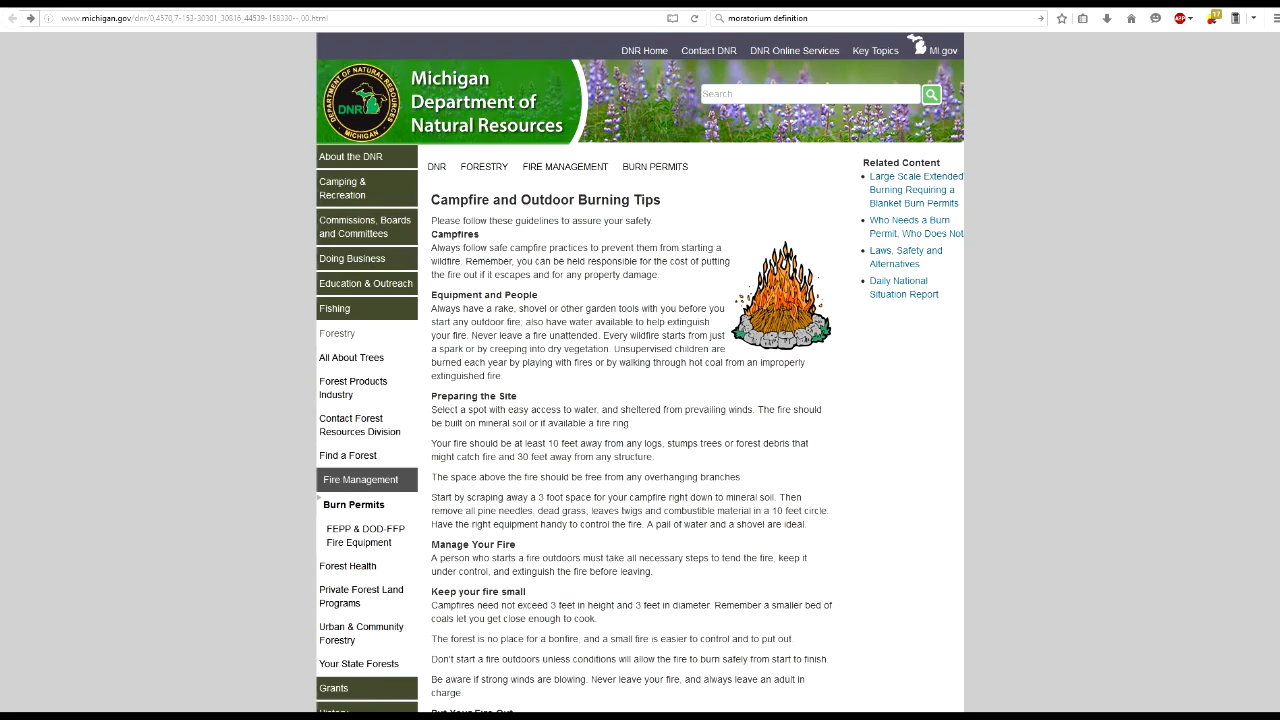 www.michigan.gov/dnr/0,4570,7-153-30301_30816_44539-158330--,00.html
moratorium definition
ABP
17
DNR Home Contact DNR DNR Online Services Key Topics MI.gov
DEPARTMENT OF NATURAL RESOURCES
DNR
MICHIGAN
Michigan
Department of
Natural Resources
Search
About the DNR
Camping &
Recreation
Commissions, Boards
and Committees
Doing Business
Education & Outreach
Fishing
Forestry
All About Trees
Forest Products
Industry
Contact Forest
Resources Division
Find a Forest
Fire Management
Burn Permits
FEPP & DOD-FFP
Fire Equipment
Forest Health
Private Forest Land
Programs
Urban & Community
Forestry
Your State Forests
Grants
History
DNR FORESTRY FIRE MANAGEMENT BURN PERMITS
Campfire and Outdoor Burning Tips
Please follow these guidelines to assure your safety.
Campfires
Always follow safe campfire practices to prevent them from starting a
wildfire. Remember, you can be held responsible for the cost of putting
the fire out if it escapes and for any property damage.
Equipment and People
Always have a rake, shovel or other garden tools with you before you
start any outdoor fire; also have water available to help extinguish
your fire. Never leave a fire unattended. Every wildfire starts from just
a spark or by creeping into dry vegetation. Unsupervised children are
burned each year by playing with fires or by walking through hot coal from an improperly
extinguished fire.
Preparing the Site
Select a spot with easy access to water, and sheltered from prevailing winds. The fire should
be built on mineral soil or if available a fire ring.
Your fire should be at least 10 feet away from any logs, stumps trees or forest debris that
might catch fire and 30 feet away from any structure.
The space above the fire should be free from any overhanging branches.
Start by scraping away a 3 foot space for your campfire right down to mineral soil. Then
remove all pine needles, dead grass, leaves twigs and combustible material in a 10 feet circle.
Have the right equipment handy to control the fire. A pail of water and a shovel are ideal.
Manage Your Fire
A person who starts a fire outdoors must take all necessary steps to tend the fire, keep it
under control, and extinguish the fire before leaving.
Keep your fire small
Campfires need not exceed 3 feet in height and 3 feet in diameter. Remember a smaller bed of
coals let you get close enough to cook.
The forest is no place for a bonfire, and a small fire is easier to control and to put out.
Don't start a fire outdoors unless conditions will allow the fire to burn safely from start to finish.
Be aware if strong winds are blowing. Never leave your fire, and always leave an adult in
charge.
Put Your Fire Out
Related Content
Large Scale Extended
Burning Requiring a
Blanket Burn Permits
Who Needs a Burn
Permit, Who Does Not
Laws, Safety and
Alternatives
Daily National
Situation Report